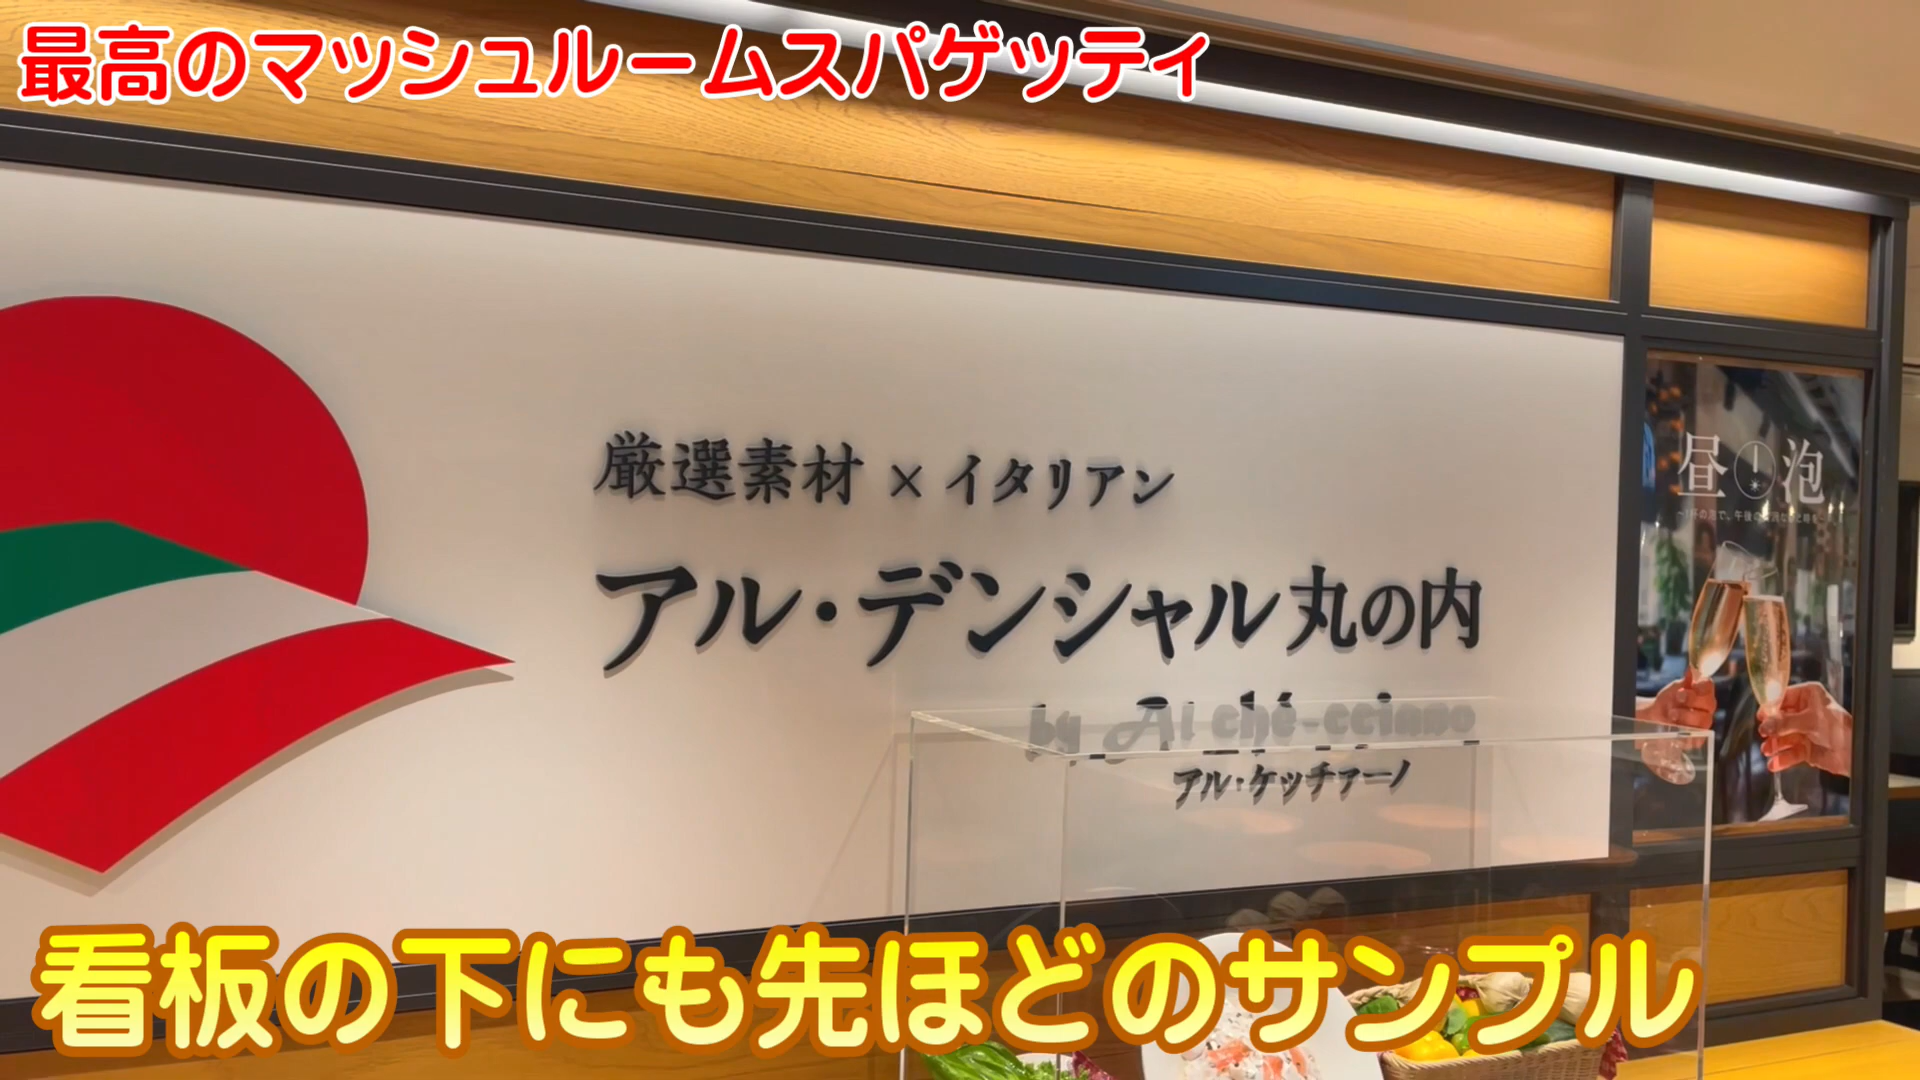 最高のマッシュルームスパゲッティ
厳選素材×イタリアン
アル・デンシャル丸の内
by Al ché-cciano
アル・ケッチァーノ
昼泡
看板の下にも先ほどのサンプル